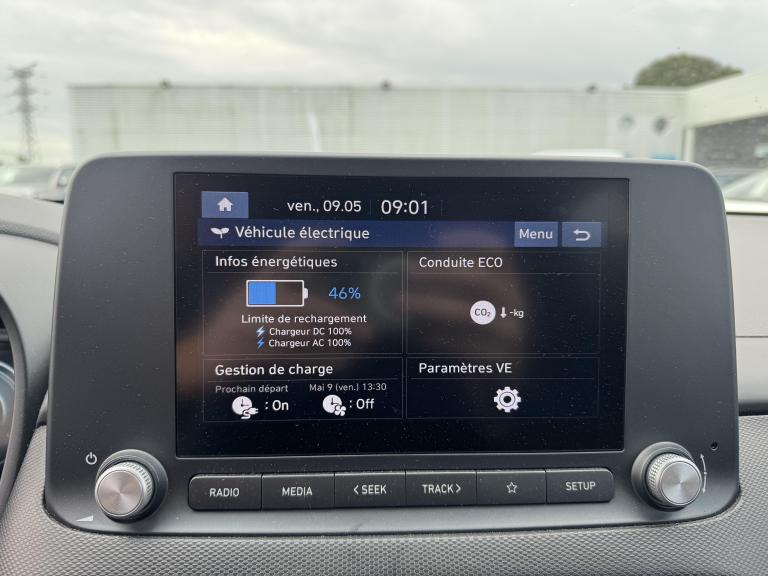 ven., 09.05 09:01
Véhicule électrique Menu
Infos énergétiques
46%
Limite de rechargement
Chargeur DC 100%
Chargeur AC 100%
Conduite ECO
CO₂ -kg
Gestion de charge
Prochain départ Mai 9 (ven.) 13:30
: On : Off
Paramètres VE
RADIO MEDIA < SEEK TRACK > SETUP